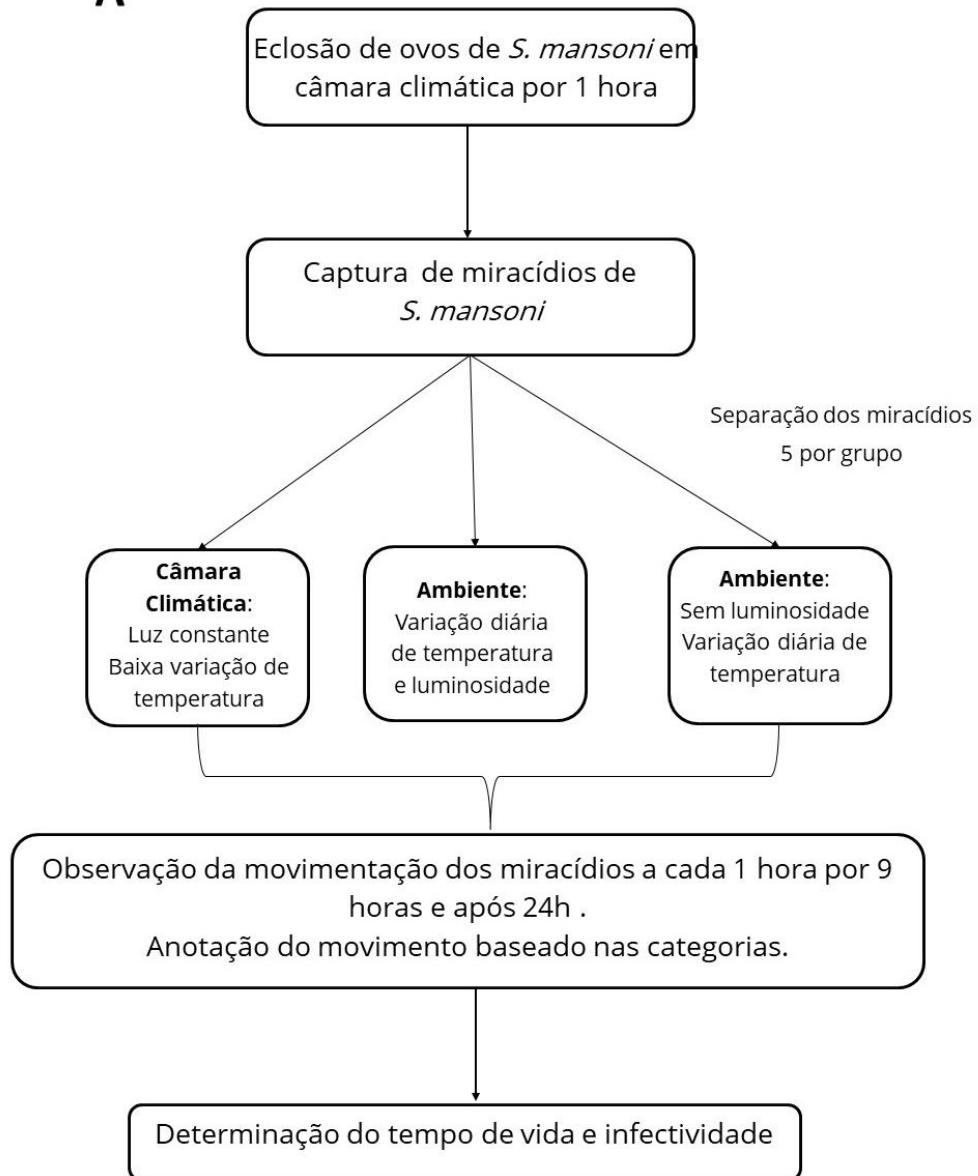 A
Eclosão de ovos de S. mansoni em
câmara climática por 1 hora
Captura de miracídios de
S. mansoni
Separação dos miracídios
5 por grupo
Câmara
Climática:
Luz constante
Baixa variação de
temperatura
Ambiente:
Variação diária
de temperatura
e luminosidade
Ambiente:
Sem luminosidade
Variação diária de
temperatura
Observação da movimentação dos miracídios a cada 1 hora por 9
horas e após 24h .
Anotação do movimento baseado nas categorias.
Determinação do tempo de vida e infectividade